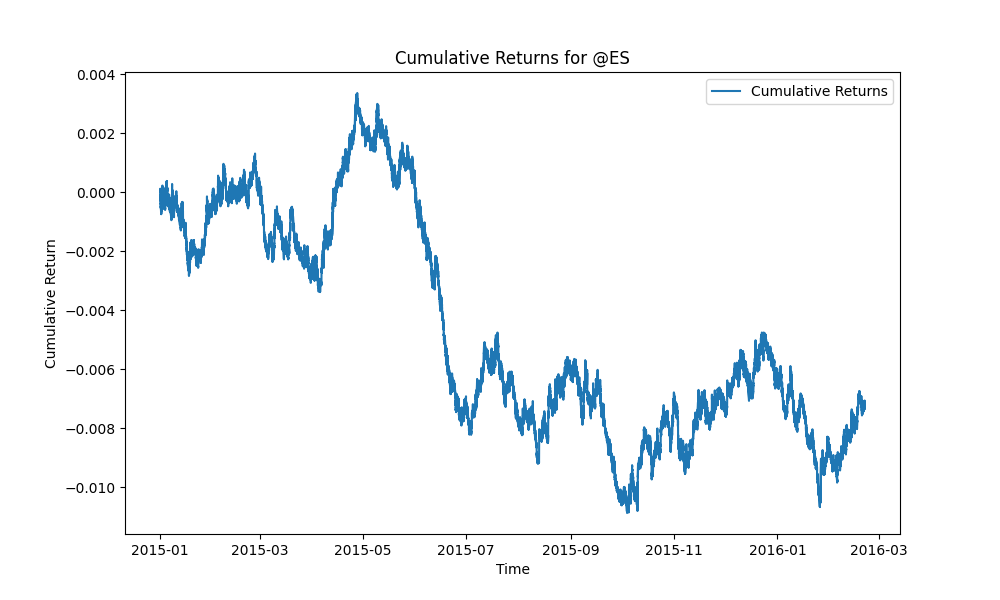 Cumulative Returns for @ES
Cumulative Returns
0.004
0.002
0.000
−0.002
−0.004
−0.006
−0.008
−0.010
Cumulative Return
2015-01 2015-03 2015-05 2015-07 2015-09 2015-11 2016-01 2016-03
Time